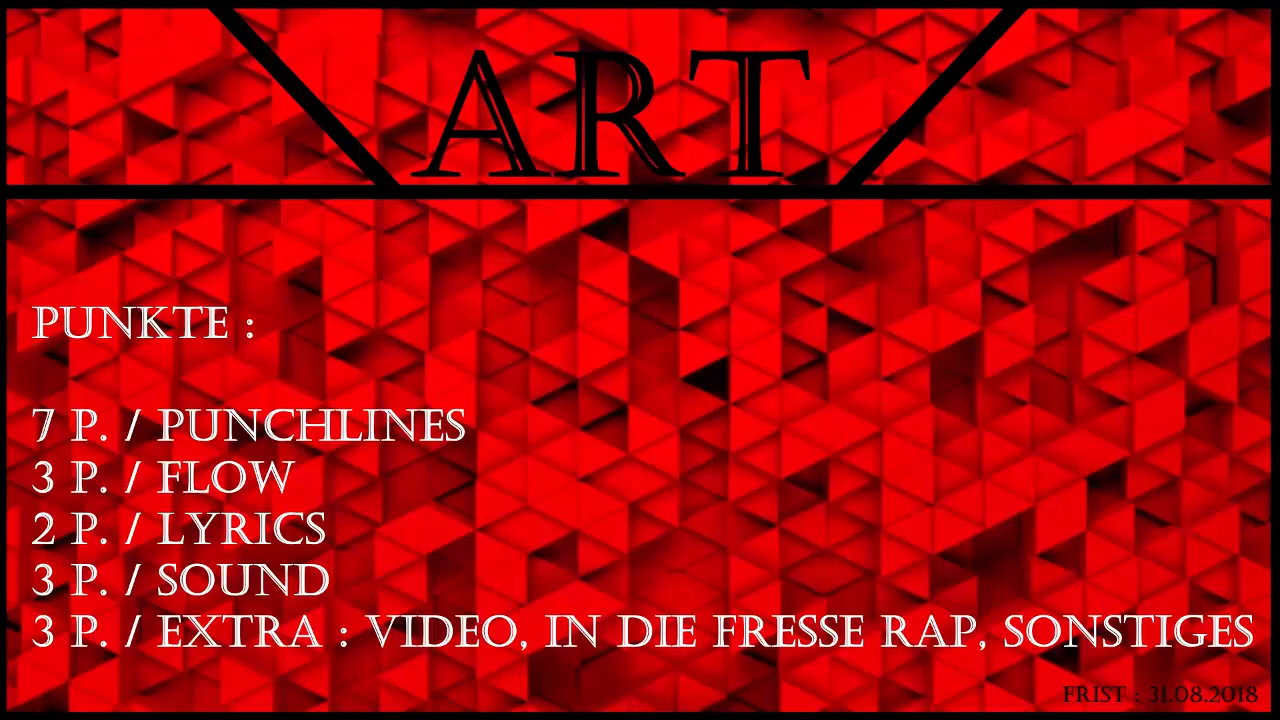 ART
PUNKTE :
7 P. / PUNCHLINES
3 P. / FLOW
2 P. / LYRICS
3 P. / SOUND
3 P. / EXTRA : VIDEO, IN DIE FRESSE RAP, SONSTIGES
FRIST : 31.08.2018